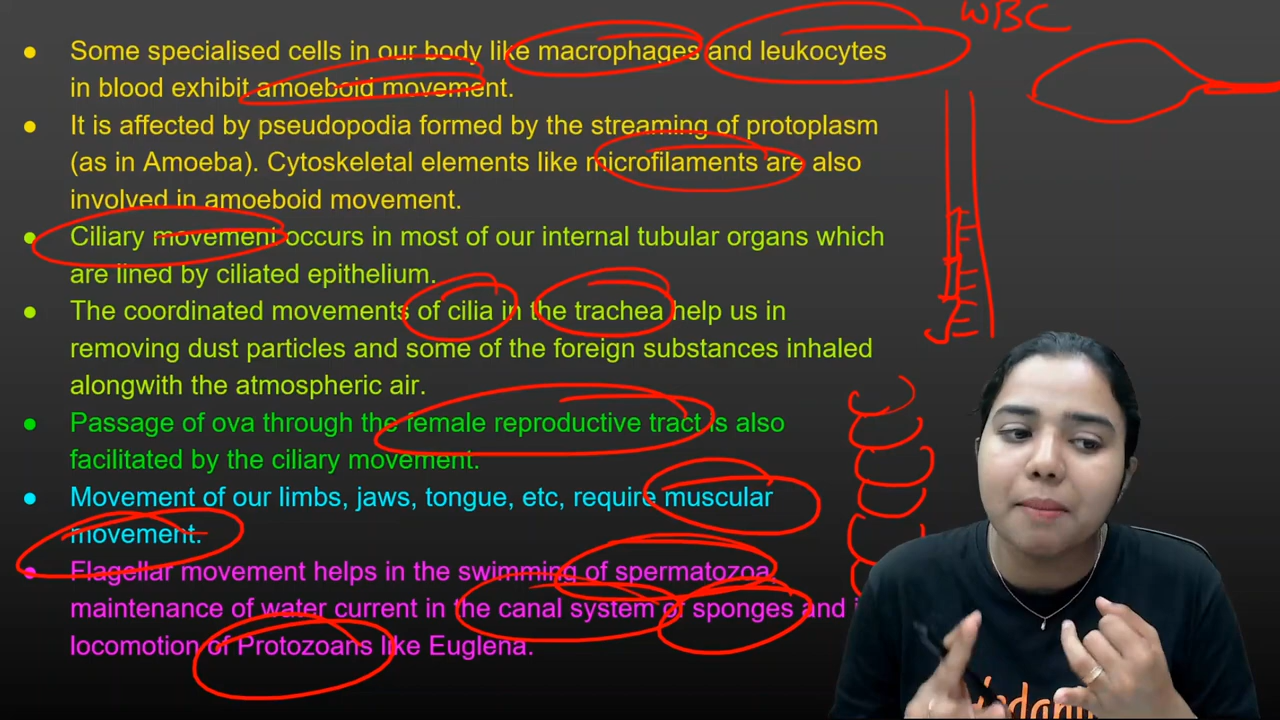 WBC
Some specialised cells in our body like macrophages and leukocytes
in blood exhibit amoeboid movement.
It is affected by pseudopodia formed by the streaming of protoplasm
(as in Amoeba). Cytoskeletal elements like microfilaments are also
involved in amoeboid movement.
Ciliary movement occurs in most of our internal tubular organs which
are lined by ciliated epithelium.
The coordinated movements of cilia in the trachea help us in
removing dust particles and some of the foreign substances inhaled
alongwith the atmospheric air.
Passage of ova through the female reproductive tract is also
facilitated by the ciliary movement.
Movement of our limbs, jaws, tongue, etc, require muscular
movement.
Flagellar movement helps in the swimming of spermatozoa,
maintenance of water current in the canal system of sponges and
locomotion of Protozoans like Euglena.